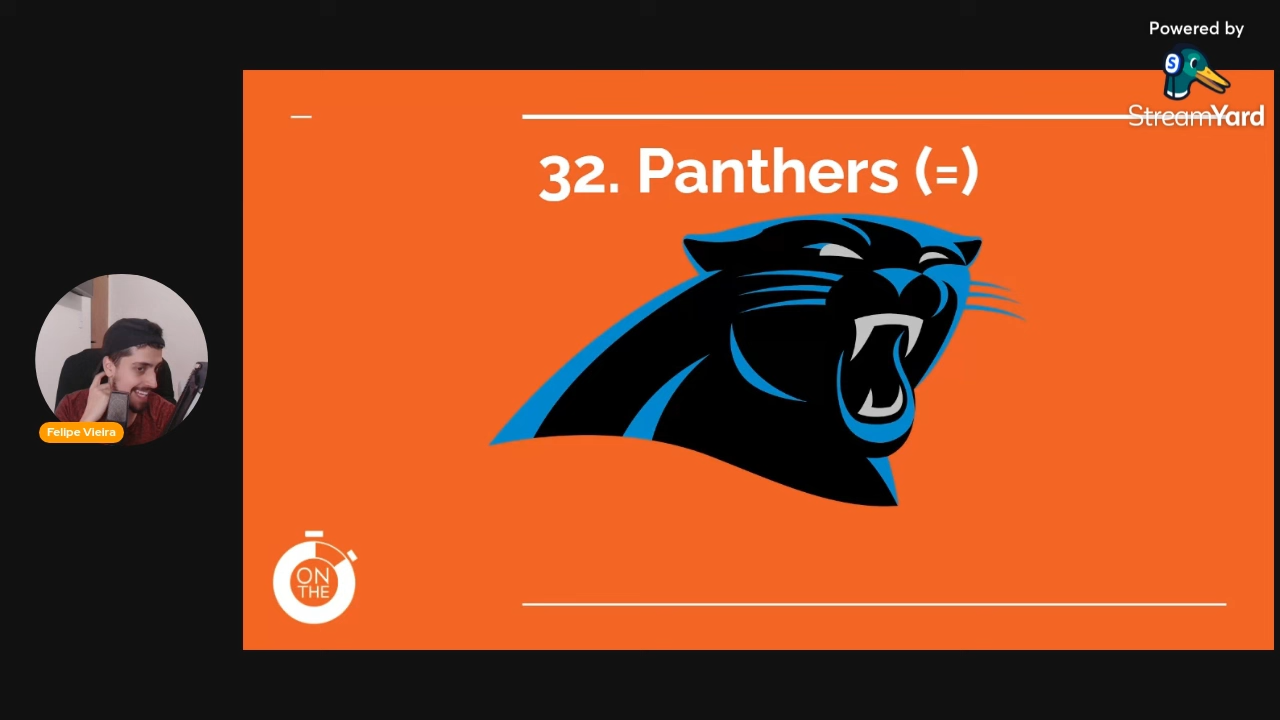 Powered by
S
StreamYard
32. Panthers (=)
Felipe Vieira
ON
THE